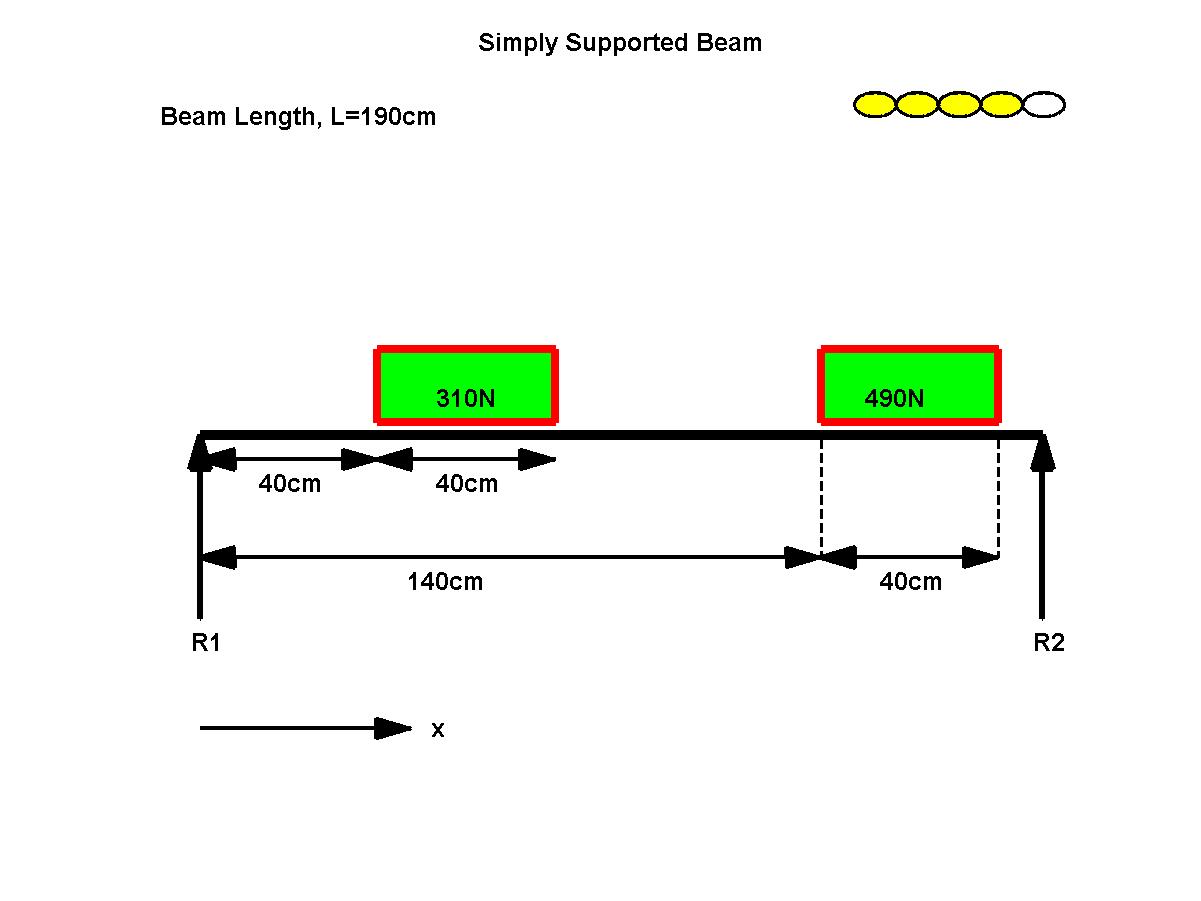 Simply Supported Beam
Beam Length, L=190cm
310N
490N
40cm
40cm
140cm
40cm
R1
R2
x